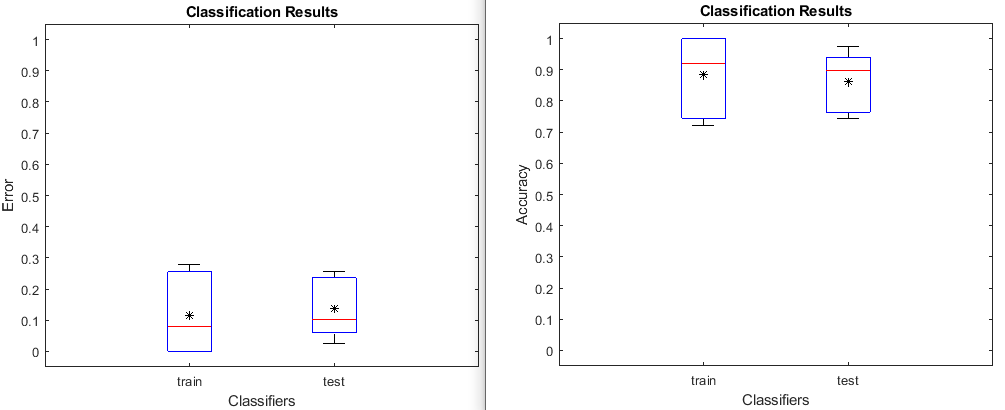 Classification Results
1
0.9
0.8
0.7
0.6
0.5
0.4
0.3
0.2
0.1
0
Error
train test
Classifiers
Classification Results
1
0.9
0.8
0.7
0.6
0.5
0.4
0.3
0.2
0.1
0
Accuracy
train test
Classifiers